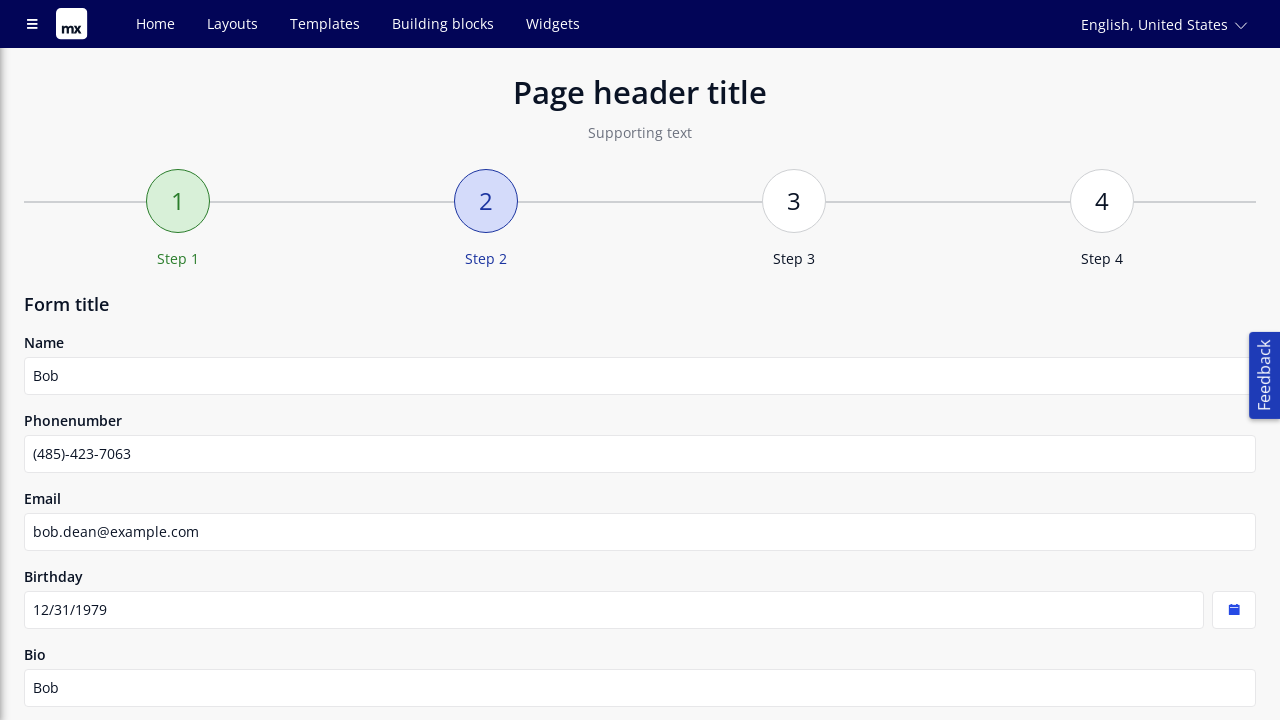 mx Home Layouts Templates Building blocks Widgets English, United States
Page header title
Supporting text
1 2 3 4
Step 1 Step 2 Step 3 Step 4
Form title
Name
Bob
Feedback
Phonenumber
(485)-423-7063
Email
bob.dean@example.com
Birthday
12/31/1979
Bio
Bob